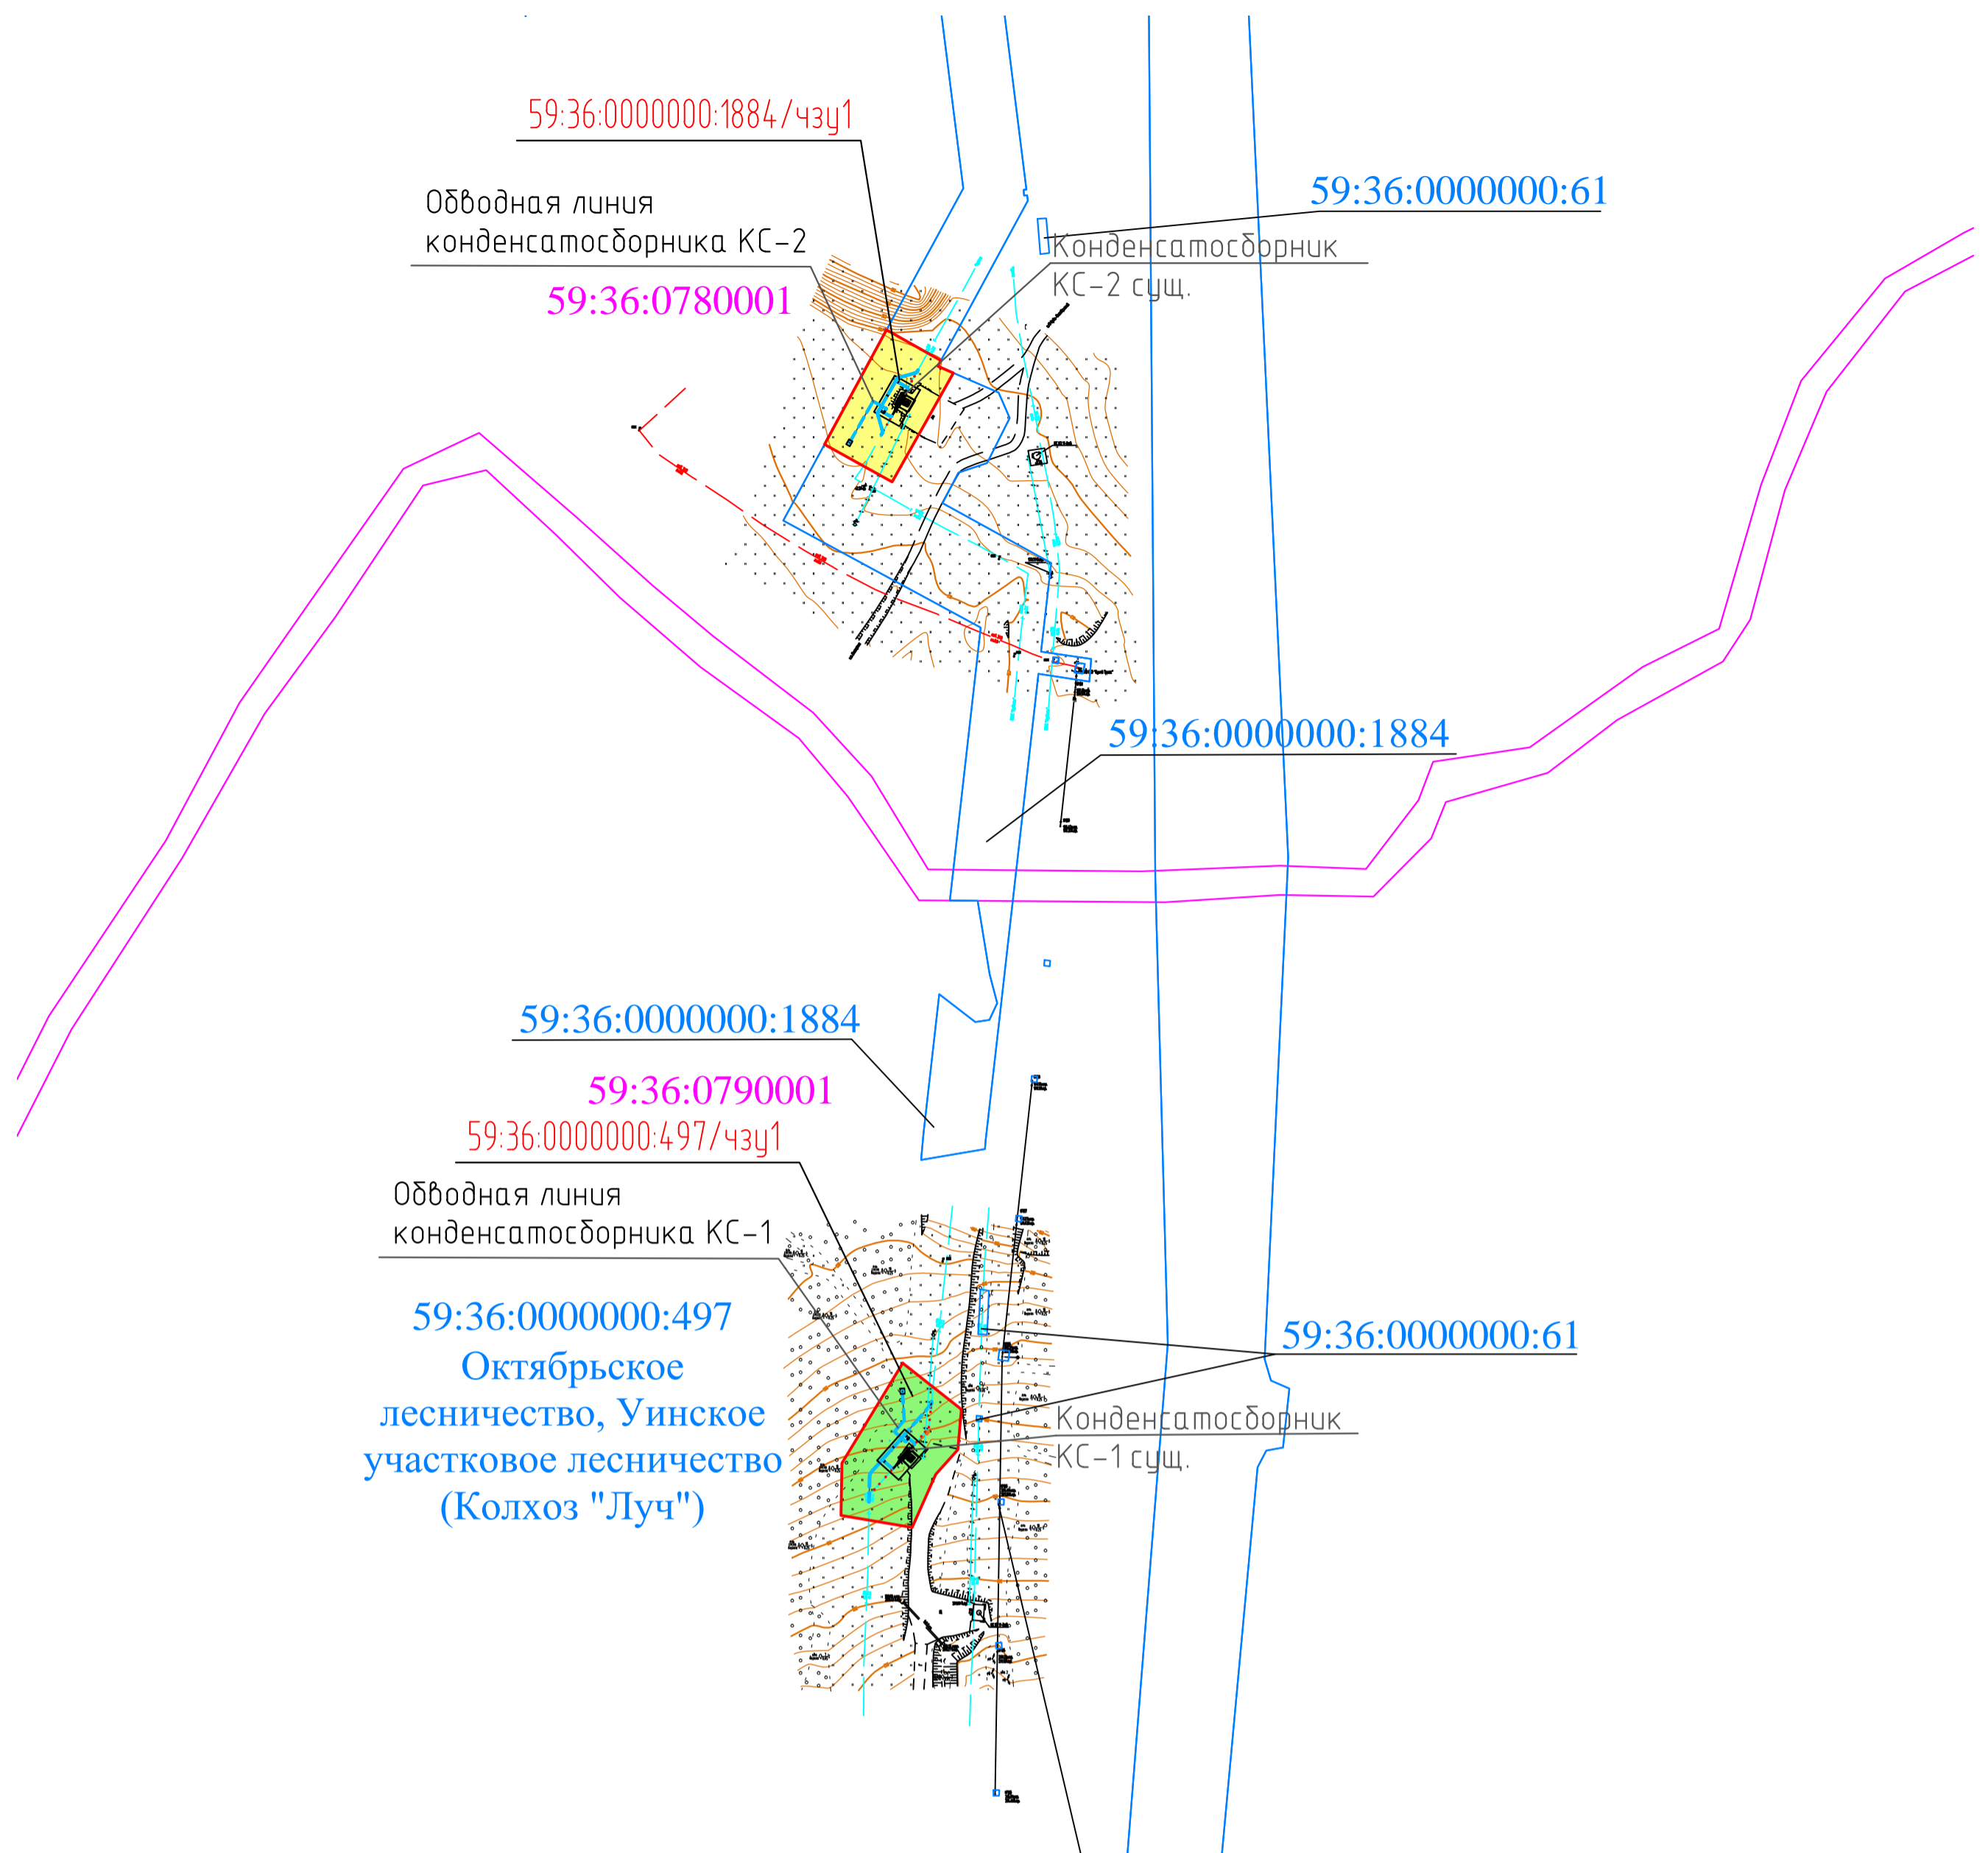 59:36:0000000:1884/чзу1
Обводная линия
конденсатосборника КС-2
59:36:0780001
59:36:0000000:61
Конденсатосборник
КС-2 сущ.
59:36:0000000:1884
59:36:0000000:1884
59:36:0790001
59:36:0000000:497/чзу1
Обводная линия
конденсатосборника КС-1
59:36:0000000:497
Октябрьское
лесничество, Уинское
участковое лесничество
(Колхоз "Луч")
59:36:0000000:61
Конденсатосборник
КС-1 сущ.